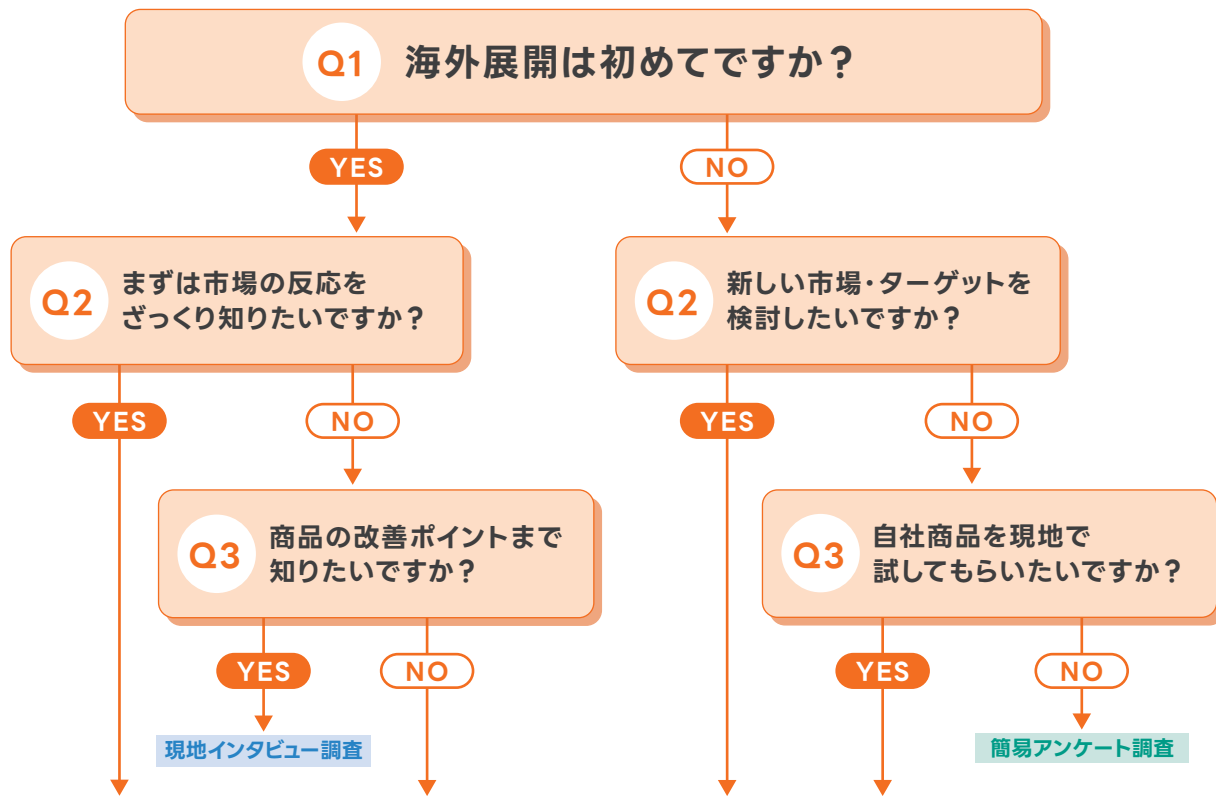 Q1 海外展開は初めてですか？
YES
NO
Q2
まずは市場の反応を
ざっくり知りたいですか？
Q2
新しい市場・ターゲットを
検討したいですか？
YES
NO
YES
NO
Q3
商品の改善ポイントまで
知りたいですか？
Q3
自社商品を現地で
試してもらいたいですか？
YES
NO
YES
NO
現地インタビュー調査
簡易アンケート調査